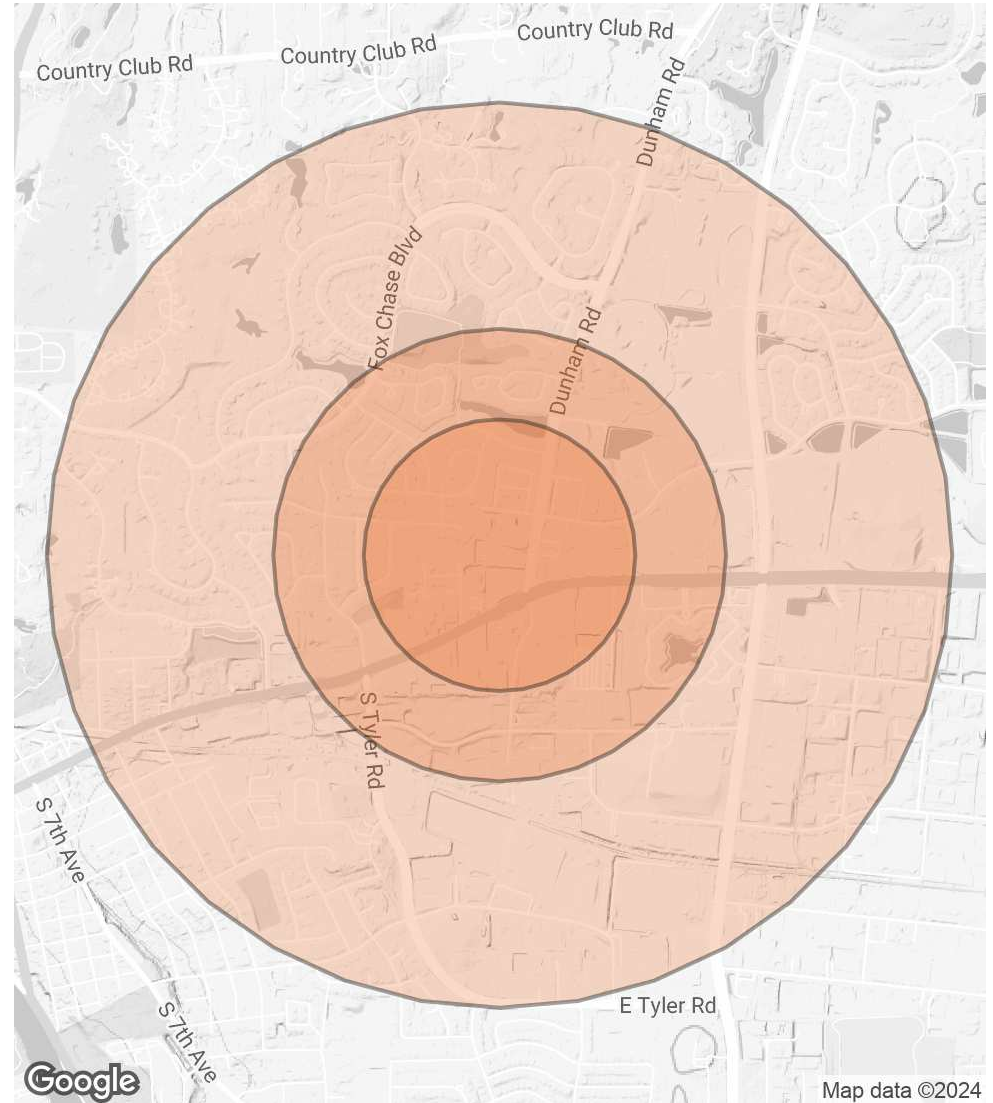 Country Club Rd
Country Club Rd
Country Club Rd
Dunham Rd
Fox Chase Blvd
Dunham Rd
S Tyler Rd
S 7th Ave
S 7th Ave
E Tyler Rd
Google
Map data ©2024